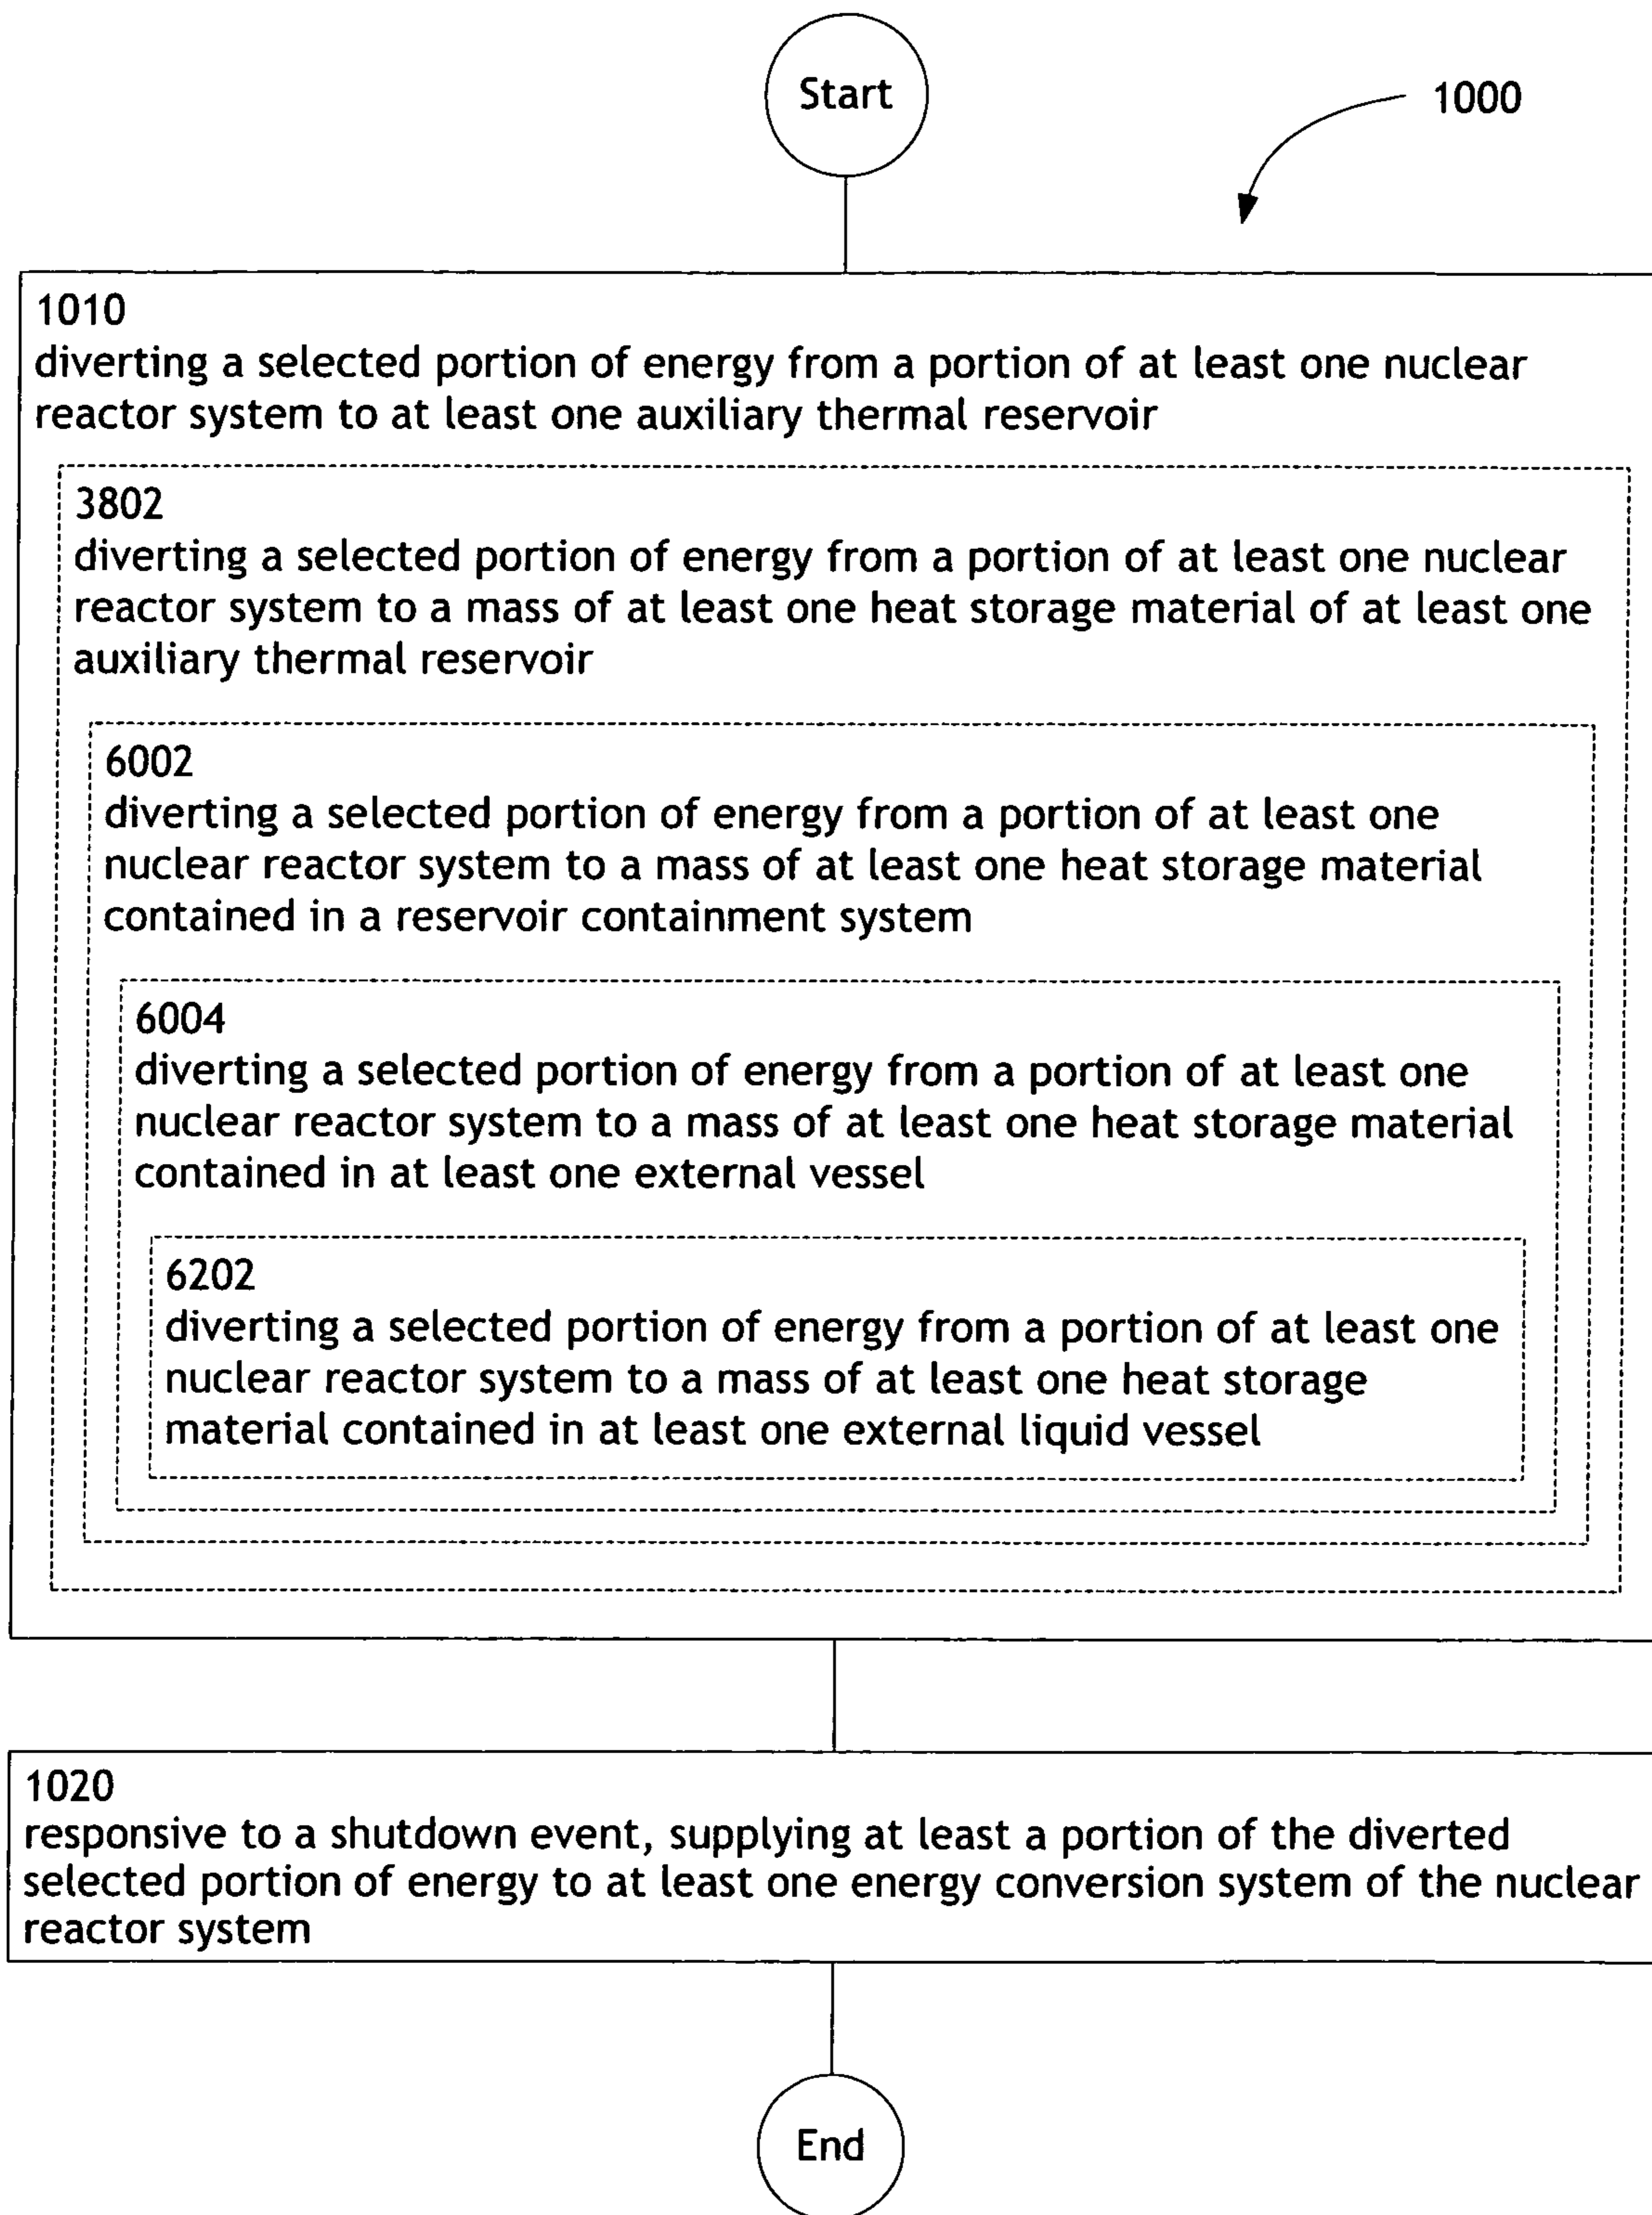 Start
1000
1010
diverting a selected portion of energy from a portion of at least one nuclear
reactor system to at least one auxiliary thermal reservoir
3802
diverting a selected portion of energy from a portion of at least one nuclear
reactor system to a mass of at least one heat storage material of at least one
auxiliary thermal reservoir
6002
diverting a selected portion of energy from a portion of at least one
nuclear reactor system to a mass of at least one heat storage material
contained in a reservoir containment system
6004
diverting a selected portion of energy from a portion of at least one
nuclear reactor system to a mass of at least one heat storage material
contained in at least one external vessel
6202
diverting a selected portion of energy from a portion of at least one
nuclear reactor system to a mass of at least one heat storage
material contained in at least one external liquid vessel
1020
responsive to a shutdown event, supplying at least a portion of the diverted
selected portion of energy to at least one energy conversion system of the nuclear
reactor system
End